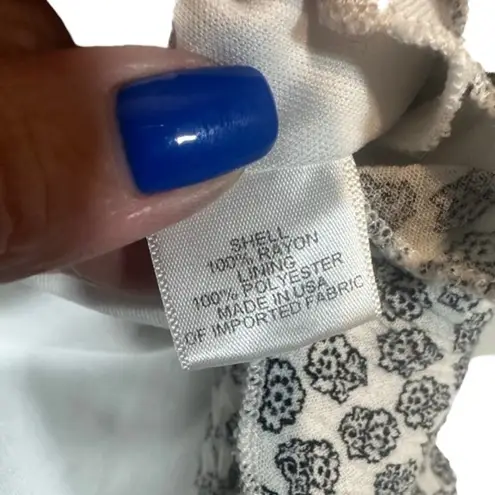 SHELL
100% RAYON
LINING
100% POLYESTER
MADE IN USA
OF IMPORTED FABRIC